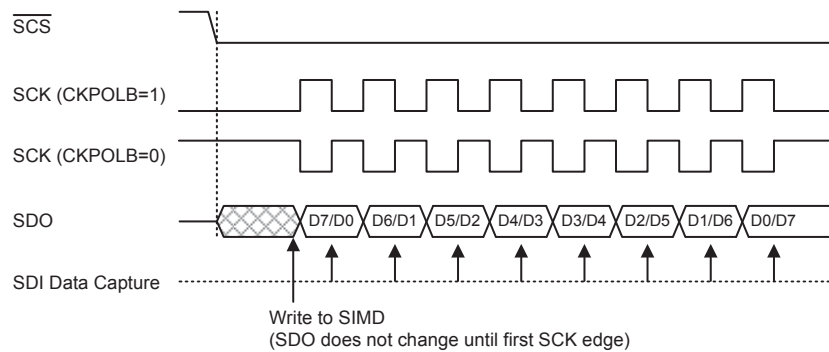 SCS
SCK (CKPOLB=1)
SCK (CKPOLB=0)
SDO
D7/D0 D6/D1 D5/D2 D4/D3 D3/D4 D2/D5 D1/D6 D0/D7
SDI Data Capture
Write to SIMD
(SDO does not change until first SCK edge)